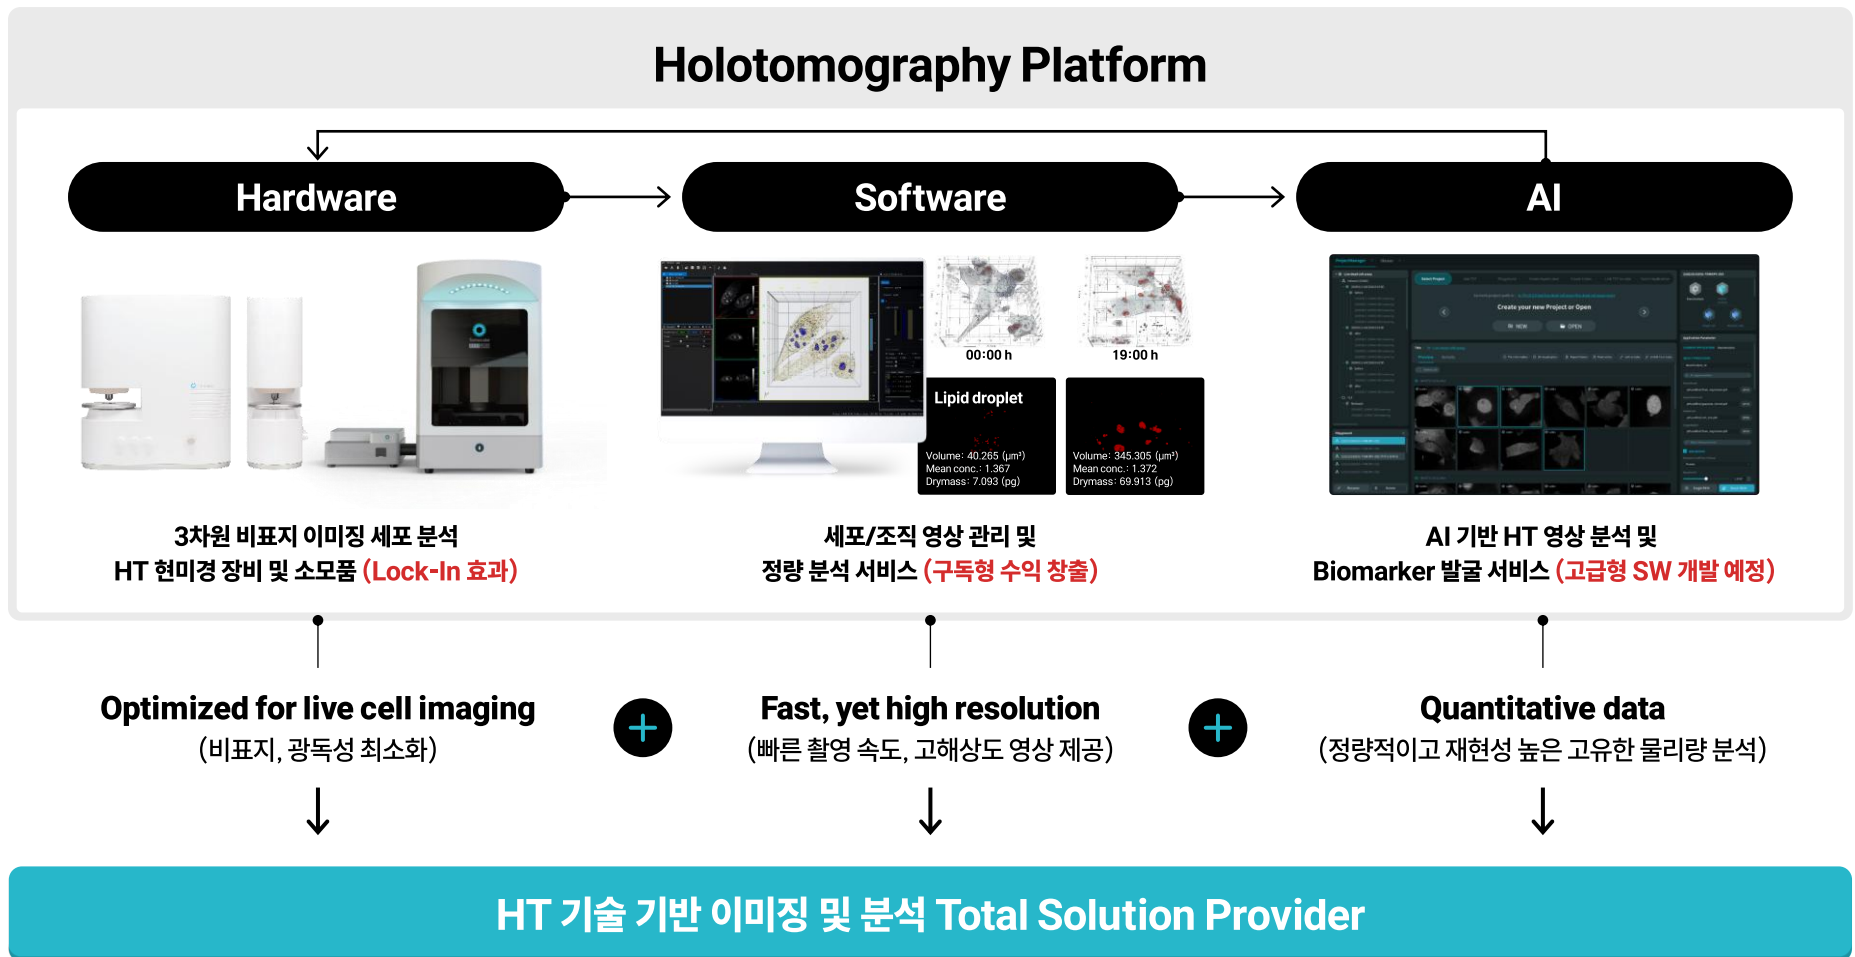 Holotomography Platform
Hardware
Software
AI
00:00 h
19:00 h
Lipid droplet
Volume: 40.265 (µm³)
Mean conc.: 1.367
Drymass: 7.093 (pg)
Volume: 345.305 (µm³)
Mean conc.: 1.372
Drymass: 69.913 (pg)
Create your new Project or Open
NEW
OPEN
3차원 비표지 이미징 세포 분석
HT 현미경 장비 및 소모품 (Lock-In 효과)
세포/조직 영상 관리 및
정량 분석 서비스 (구독형 수익 창출)
AI 기반 HT 영상 분석 및
Biomarker 발굴 서비스 (고급형 SW 개발 예정)
Optimized for live cell imaging
(비표지, 광독성 최소화)
Fast, yet high resolution
(빠른 촬영 속도, 고해상도 영상 제공)
Quantitative data
(정량적이고 재현성 높은 고유한 물리량 분석)
HT 기술 기반 이미징 및 분석 Total Solution Provider